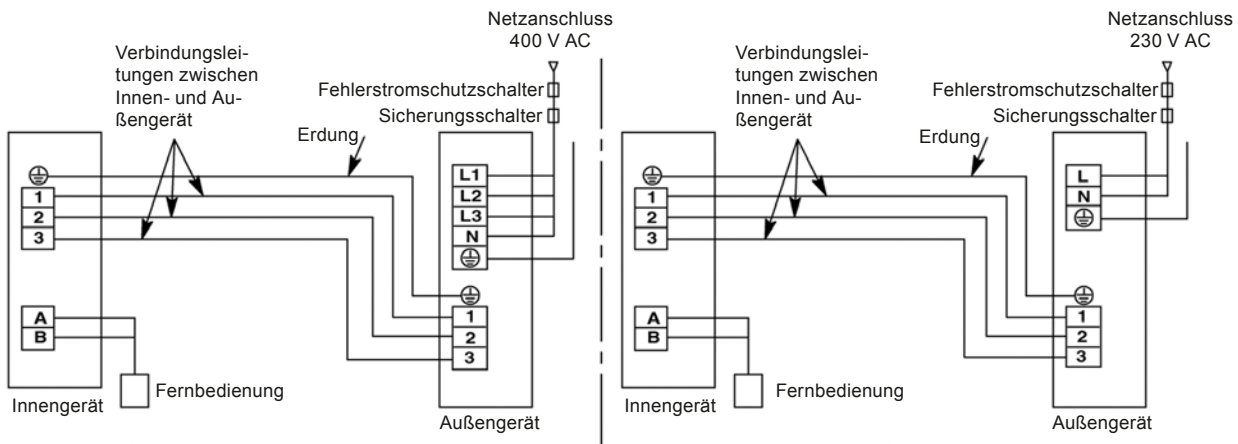 Netzanschluss
400 V AC
Verbindungslei-
tungen zwischen
Innen- und Au-
ßengerät
Fehlerstromschutzschalter
Sicherungsschalter
Erdung
1
2
3
A
B
Fernbedienung
Innengerät
L1
L2
L3
N
1
2
3
Außengerät
Netzanschluss
230 V AC
Verbindungslei-
tungen zwischen
Innen- und Au-
ßengerät
Fehlerstromschutzschalter
Sicherungsschalter
Erdung
1
2
3
A
B
Fernbedienung
Innengerät
L
N
1
2
3
Außengerät